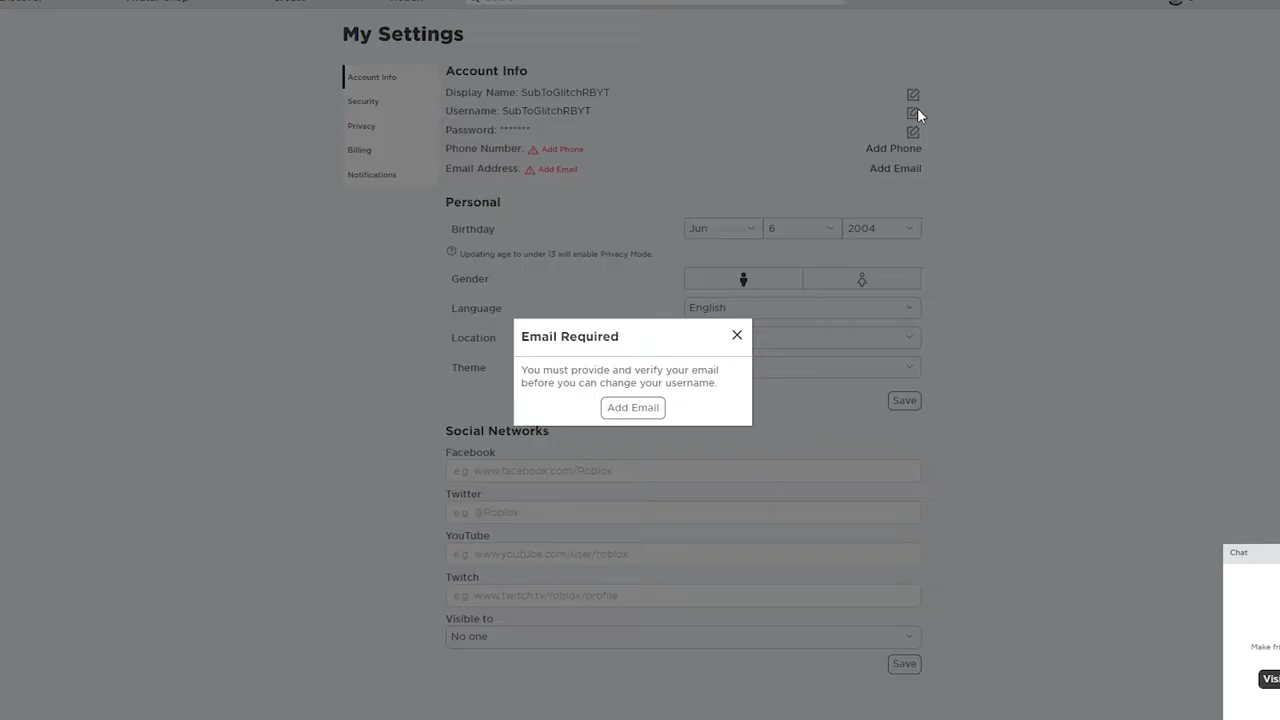 My Settings
Account Info
Security
Privacy
Billing
Notifications
Account Info
Display Name: SubToGlitchRBYT
Username: SubToGlitchRBYT
Password: *******
Phone Number: Add Phone
Add Phone
Email Address: Add Email
Add Email
Personal
Birthday
Jun
6
2004
Updating age to under 13 will enable Privacy Mode.
Gender
Language
English
Location
Theme
Save
Email Required
You must provide and verify your email
before you can change your username.
Add Email
Social Networks
Facebook
e.g. www.facebook.com/Roblox
Twitter
e.g. @Roblox
YouTube
e.g. www.youtube.com/user/roblox
Twitch
e.g. www.twitch.tv/roblox/profile
Visible to
No one
Save
Chat
Make